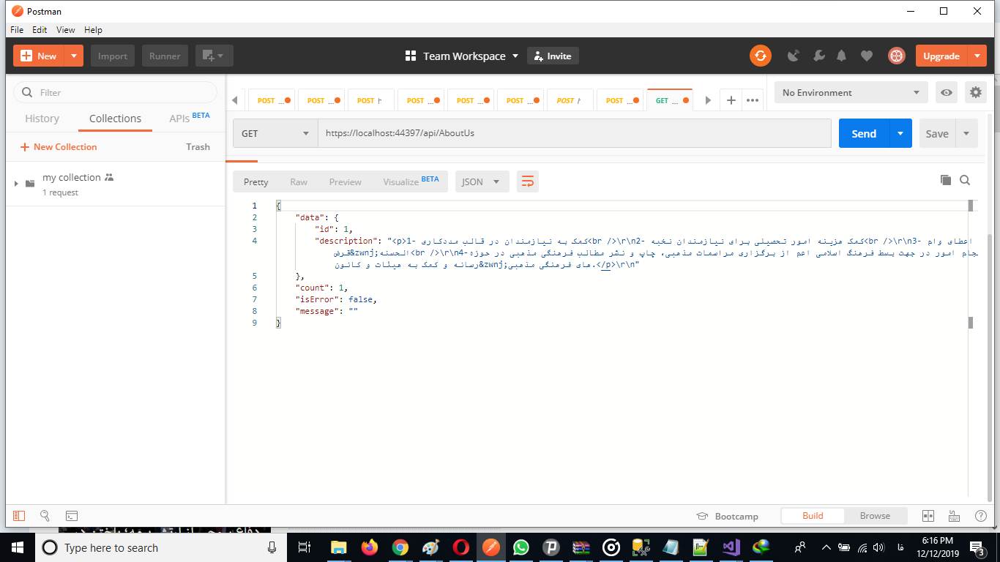 Postman
File Edit View Help
New Import Runner Team Workspace Invite Upgrade
Filter
History Collections APIs BETA
New Collection Trash
my collection
1 request
POST ... POST ... POST h POST ... POST ... POST ... POST h POST ... GET ...
No Environment
GET https://localhost:44397/api/AboutUs Send Save
Pretty Raw Preview Visualize BETA JSON
1 {
2 "data": {
3 "id": 1,
4 "description": "<p>1- کمک به نیازمندان در قالب مددکاری<br />\r\n2- کمک هزینه امور تحصیلی برای نیازمندان نخبه<br />\r\n3- اعطای وام
قرض&zwnj;الحسنه<br />\r\n4-جام امور در جهت بسط فرهنگ اسلامی اعم از برگزاری مراسمات مذهبی، چاپ و نشر مطالب فرهنگی مذهبی در حوزه
رسانه و کمک به هیئات و کانون&zwnj;های فرهنگی مذهبی.</p>\r\n"
5 },
6 "count": 1,
7 "isError": false,
8 "message": ""
9 }
Bootcamp Build Browse
Type here to search
فا
6:16 PM
12/12/2019
3